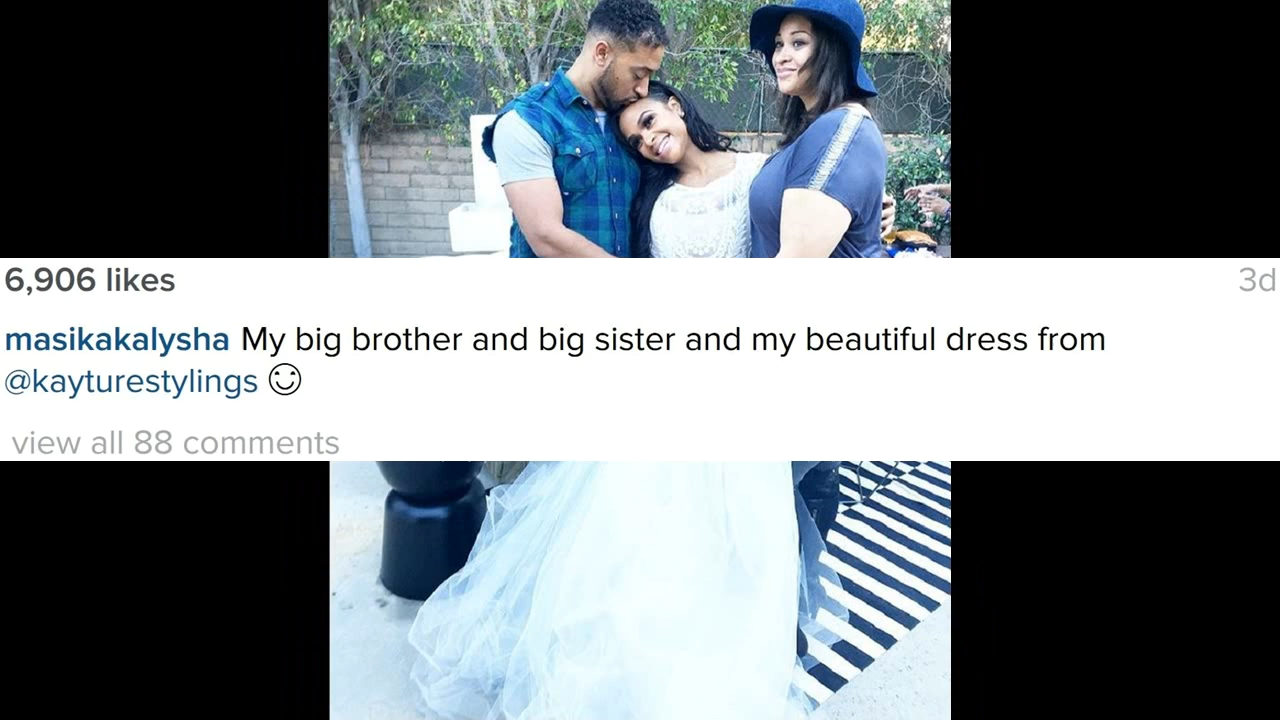 6,906 likes 3d
masikakalysha My big brother and big sister and my beautiful dress from
@kayturestylings ☺
view all 88 comments